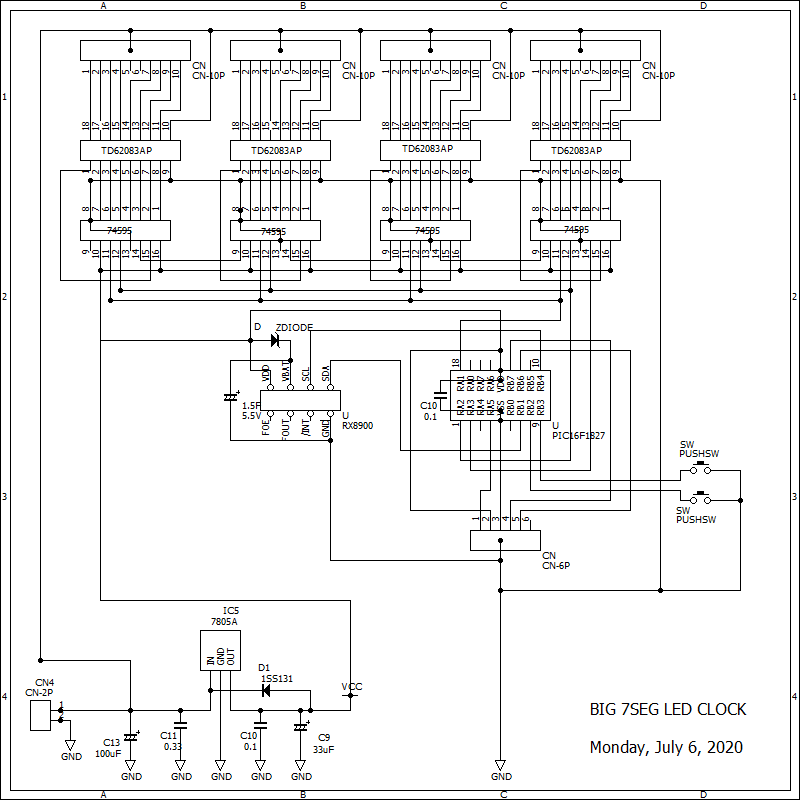 A B C D
CN CN CN CN
CN-10P CN-10P CN-10P CN-10P
1 2 3 4 5 6 7 8 9 10 1 2 3 4 5 6 7 8 9 10 1 2 3 4 5 6 7 8 9 10 1 2 3 4 5 6 7 8 9 10
1 1
18 17 16 15 14 13 12 11 10 18 17 16 15 14 13 12 11 10 18 17 16 15 14 13 12 11 10 18 17 16 15 14 13 12 11 10
TD62083AP TD62083AP TD62083AP TD62083AP
1 2 3 4 5 6 7 8 9 1 2 3 4 5 6 7 8 9 1 2 3 4 5 6 7 8 9 1 2 3 4 5 6 7 8 9
8 7 6 5 4 3 2 1 8 7 6 5 4 3 2 1 8 7 6 5 4 3 2 1 8 7 6 5 4 3 2 1
74595 74595 74595 74595
9 10 11 12 13 14 15 16 9 10 11 12 13 14 15 16 9 10 11 12 13 14 15 16 9 10 11 12 13 14 15 16
2 2
D ZDIODE
VDD VBAT SCL SDA
1.5F
5.5V
U
RX8900
FOE FOUT /INT GND
18 10
RA1 RA0 RA7 RA6 VDD RB7 RB6 RB5 RB4
C10
0.1
RA2 RA3 RA4 RA5 VSS RB0 RB1 RB2 RB3
1 9
U
PIC16F1827
SW
PUSHSW
3 3
SW
PUSHSW
1 2 3 4 5 6
CN
CN-6P
IC5
7805A
IN GND OUT
D1
1SS131
VCC
4 4
CN4
CN-2P
1
2
GND
C13
100uF
C11
0.33
C10
0.1
C9
33uF
GND GND GND GND GND GND
BIG 7SEG LED CLOCK
Monday, July 6, 2020
A B C D